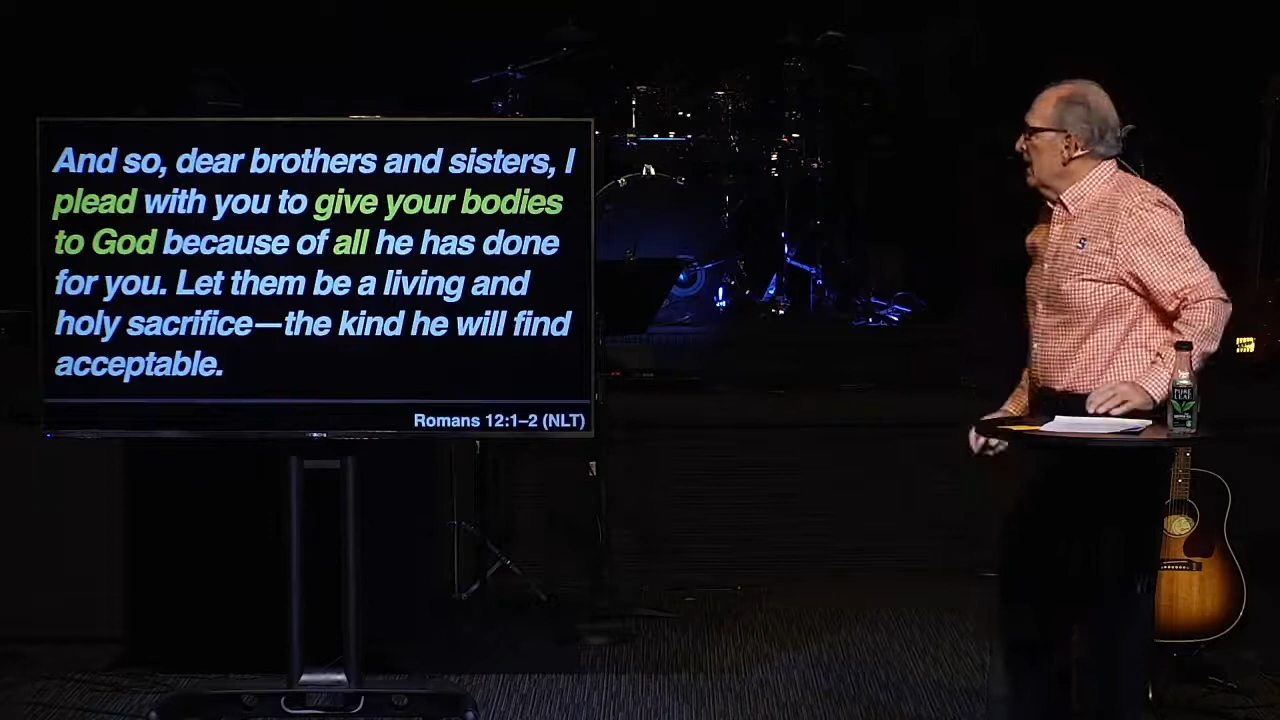 And so, dear brothers and sisters, I
plead with you to give your bodies
to God because of all he has done
for you. Let them be a living and
holy sacrifice—the kind he will find
acceptable.
Romans 12:1–2 (NLT)
PURE
LEAF